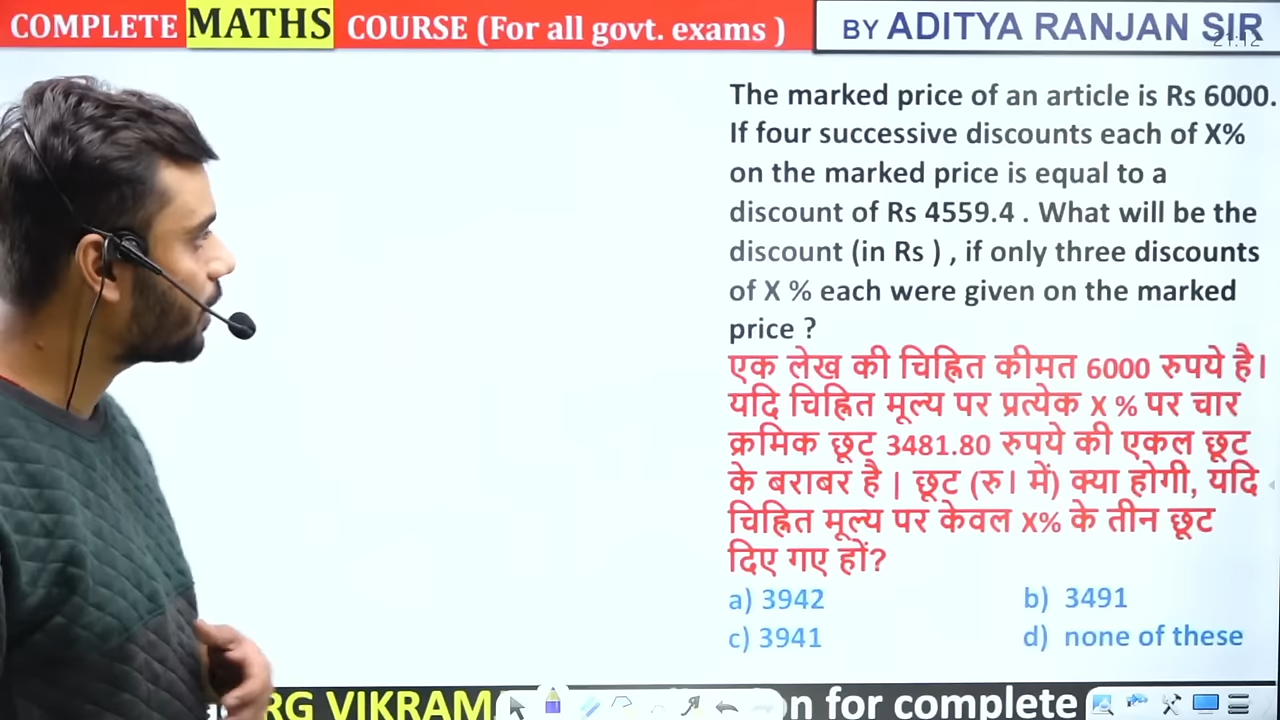 COMPLETE MATHS COURSE (For all govt. exams )
BY ADITYA RANJAN SIR
21:12
The marked price of an article is Rs 6000.
If four successive discounts each of X%
on the marked price is equal to a
discount of Rs 4559.4 . What will be the
discount (in Rs ) , if only three discounts
of X % each were given on the marked
price ?
एक लेख की चिह्नित कीमत 6000 रुपये है।
यदि चिह्नित मूल्य पर प्रत्येक X % पर चार
क्रमिक छूट 3481.80 रुपये की एकल छूट
के बराबर है | छूट (रु। में) क्या होगी, यदि
चिह्नित मूल्य पर केवल X% के तीन छूट
दिए गए हों?
a) 3942
b) 3491
c) 3941
d) none of these
RG VIKRAM
n for complete